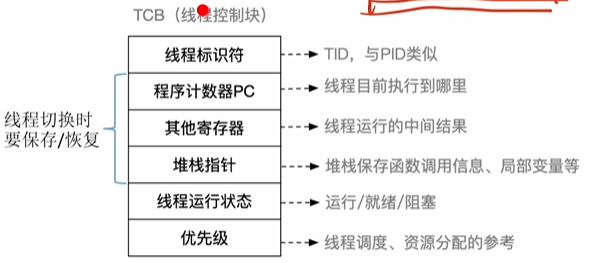 TCB（线程控制块）
线程标识符 TID，与PID类似
程序计数器PC 线程目前执行到哪里
线程切换时
要保存/恢复
其他寄存器 线程运行的中间结果
堆栈指针 堆栈保存函数调用信息、局部变量等
线程运行状态 运行/就绪/阻塞
优先级 线程调度、资源分配的参考